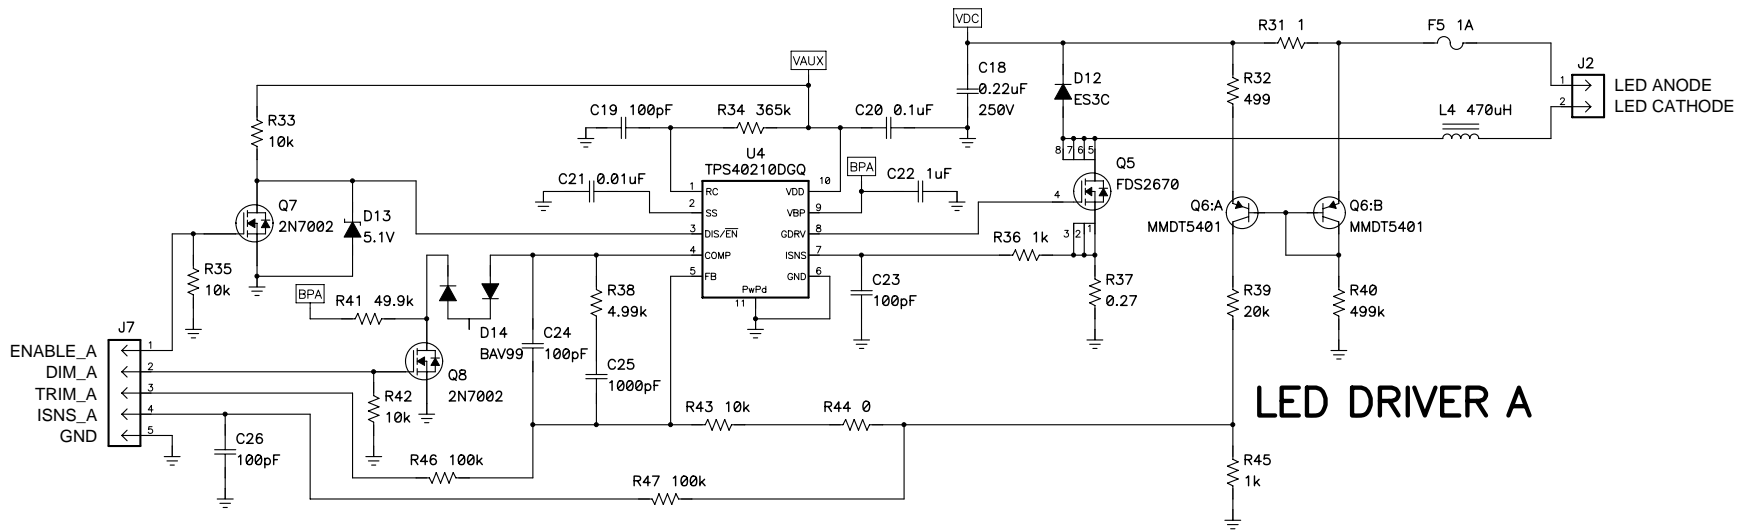 VDC
R31 1
F5 1A
VAUX
J2
C18
0.22uF
250V
D12
ES3C
R32
499
1
LED ANODE
2
LED CATHODE
C19 100pF
R34 365k
C20 0.1uF
L4 470uH
R33
10k
U4
TPS40210DGQ
BPA
8
7
6
5
Q5
FDS2670
C21 0.01uF
C22 1uF
1
RC
VDD
10
2
SS
VBP
9
3
DIS/EN
GDRV
8
4
COMP
ISNS
7
5
FB
GND
6
PwPd
11
4
3
2
1
Q7
2N7002
D13
5.1V
Q6:A
MMDT5401
Q6:B
MMDT5401
R36 1k
R35
10k
BPA
R41 49.9k
R38
4.99k
C23
100pF
R37
0.27
R39
20k
R40
499k
J7
D14
BAV99
C24
100pF
ENABLE_A
1
DIM_A
2
TRIM_A
3
ISNS_A
4
GND
5
Q8
2N7002
C25
1000pF
R42
10k
LED DRIVER A
R43 10k
R44 0
C26
100pF
R46 100k
R47 100k
R45
1k